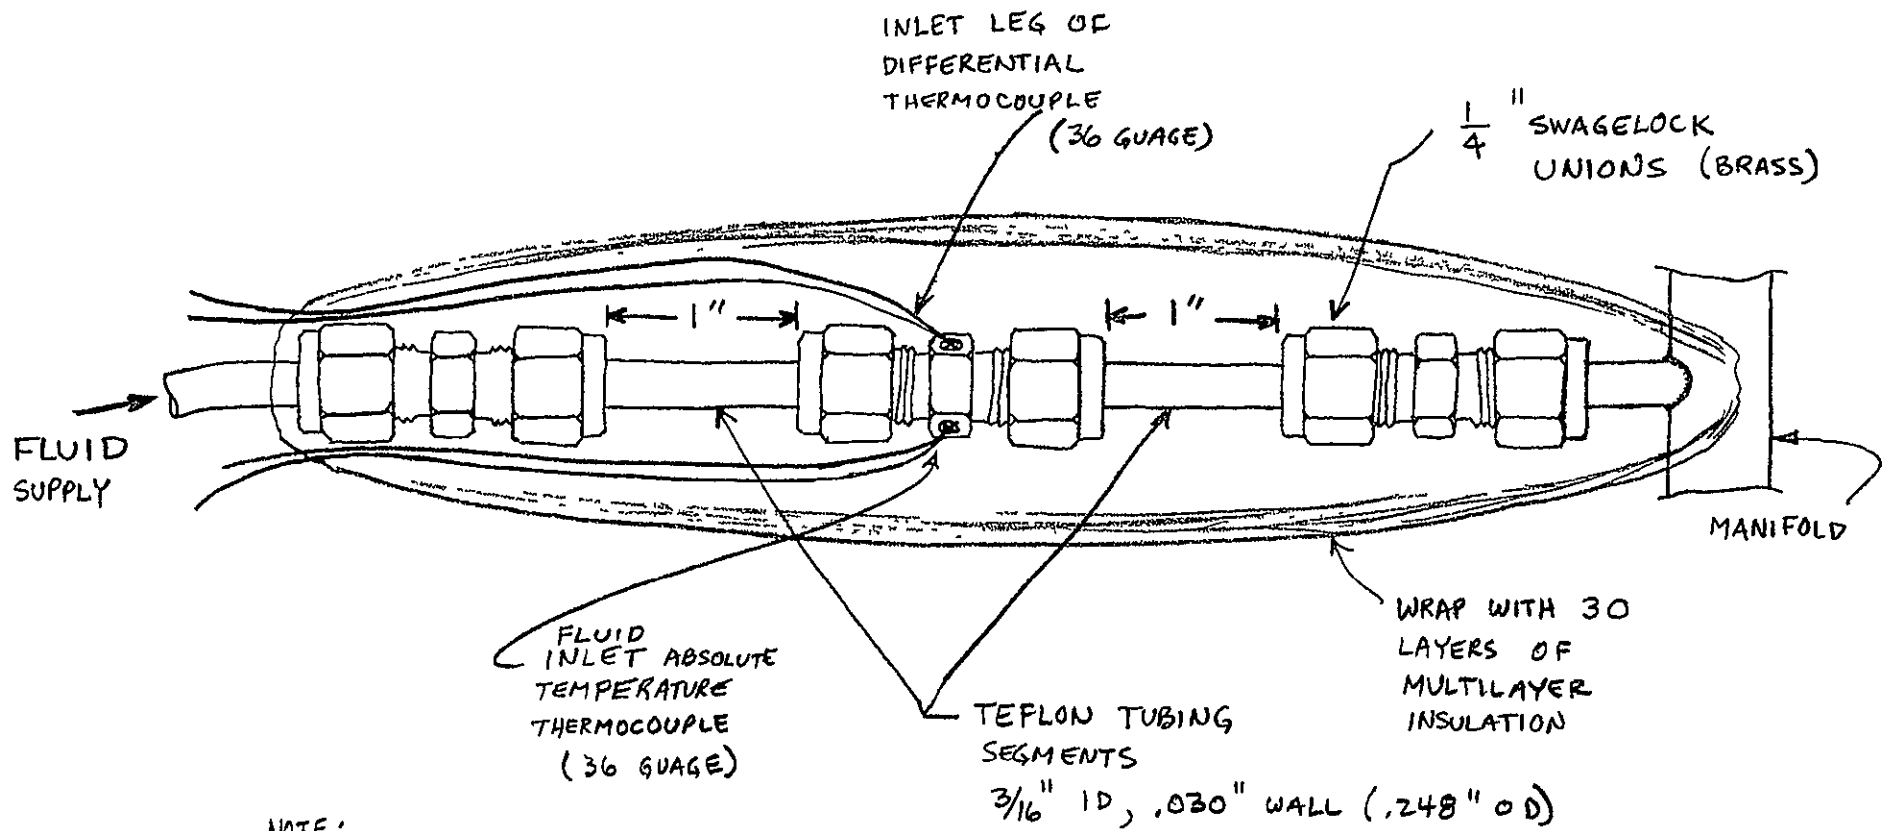 INLET LEG OF
DIFFERENTIAL
THERMOCOUPLE
(36 GUAGE)
1/4" SWAGELOCK
UNIONS (BRASS)
1"
1"
FLUID
SUPPLY
MANIFOLD
FLUID
INLET ABSOLUTE
TEMPERATURE
THERMOCOUPLE
(36 GUAGE)
TEFLON TUBING
SEGMENTS
3/16" ID, .030" WALL (.248" OD)
WRAP WITH 30
LAYERS OF
MULTILAYER
INSULATION
NOTE: